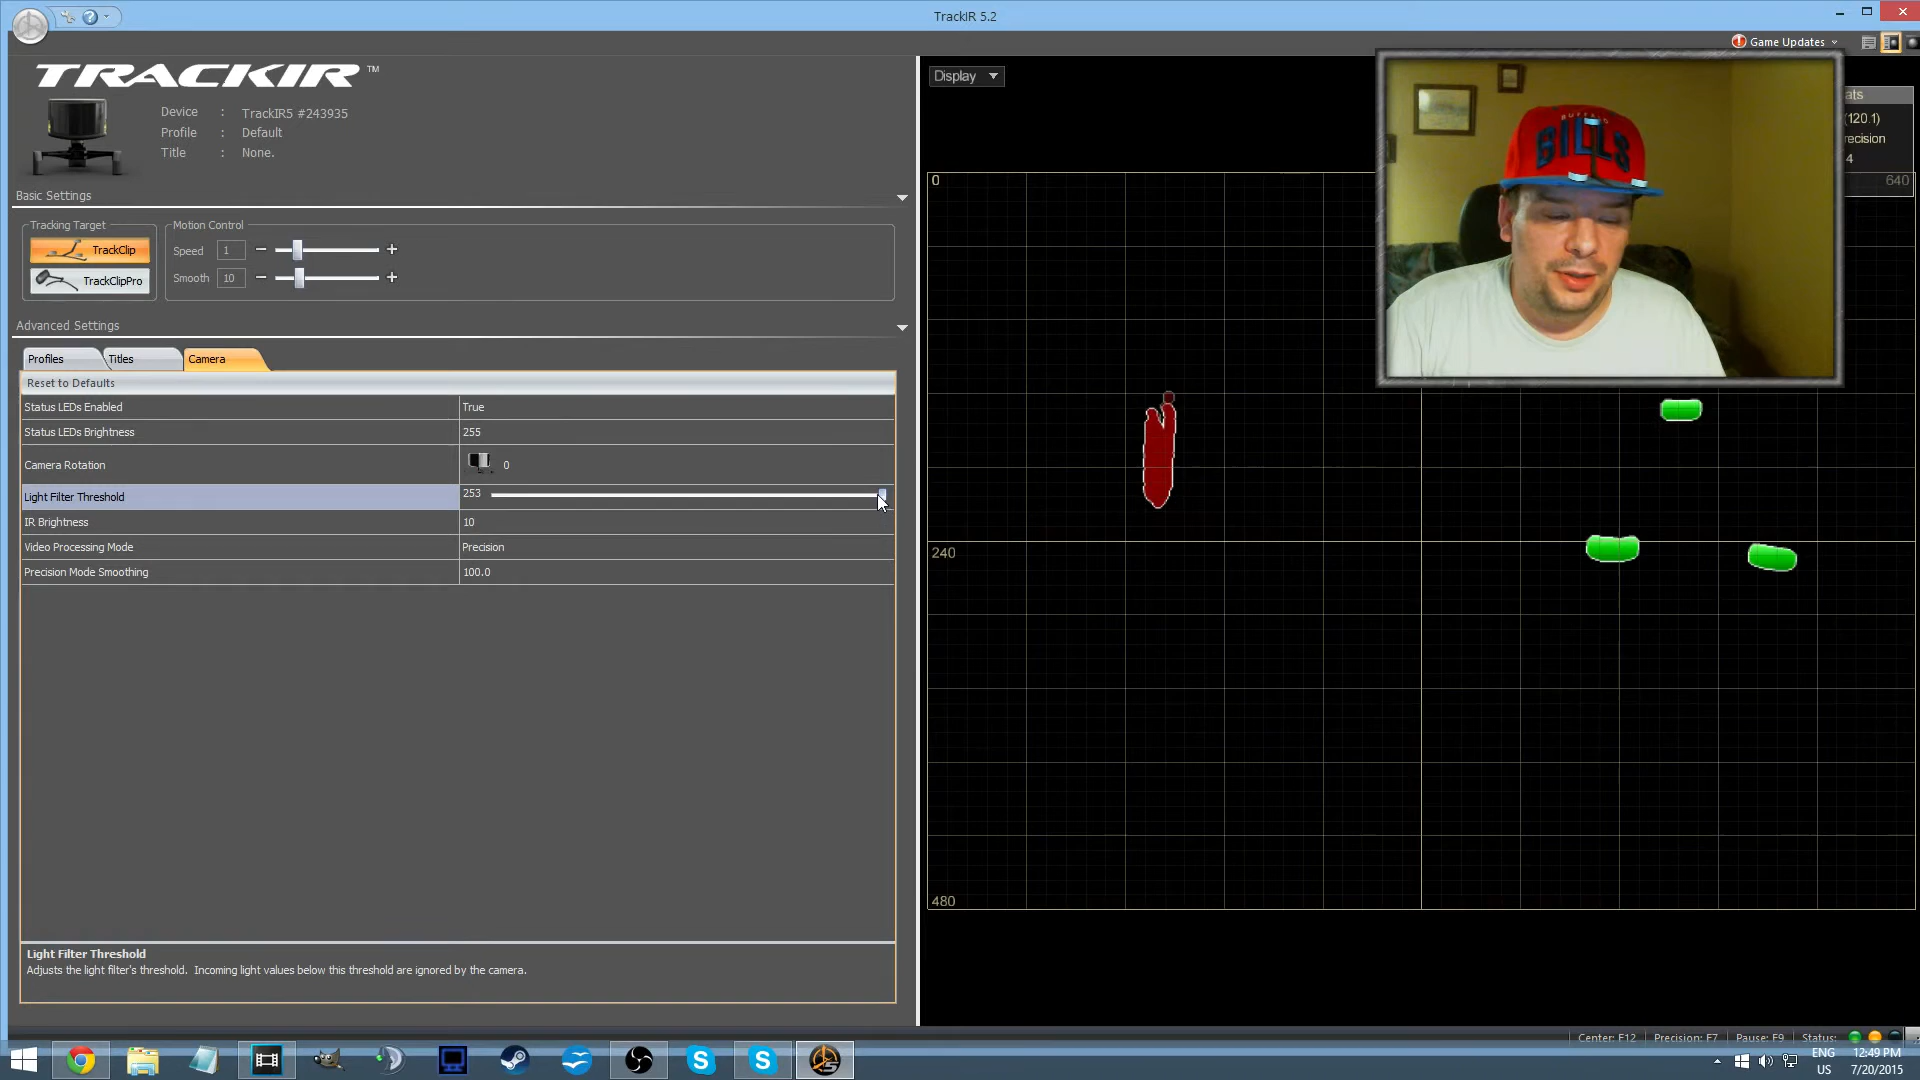 TrackIR 5.2
Game Updates
TRACKIR ™
Device : TrackIR5 #243935
Profile : Default
Title : None.
Basic Settings
Tracking Target
TrackClip
TrackClipPro
Motion Control
Speed 1 − +
Smooth 10 − +
Advanced Settings
Profiles Titles Camera
Reset to Defaults
Status LEDs Enabled True
Status LEDs Brightness 255
Camera Rotation 0
Light Filter Threshold 253
IR Brightness 10
Video Processing Mode Precision
Precision Mode Smoothing 100.0
Light Filter Threshold
Adjusts the light filter's threshold. Incoming light values below this threshold are ignored by the camera.
Display
ats
(120.1)
recision
4
0
640
240
480
BUFFALO
BILLS
Center: F12 Precision: F7 Pause: F9 Status:
ENG
US
12:49 PM
7/20/2015